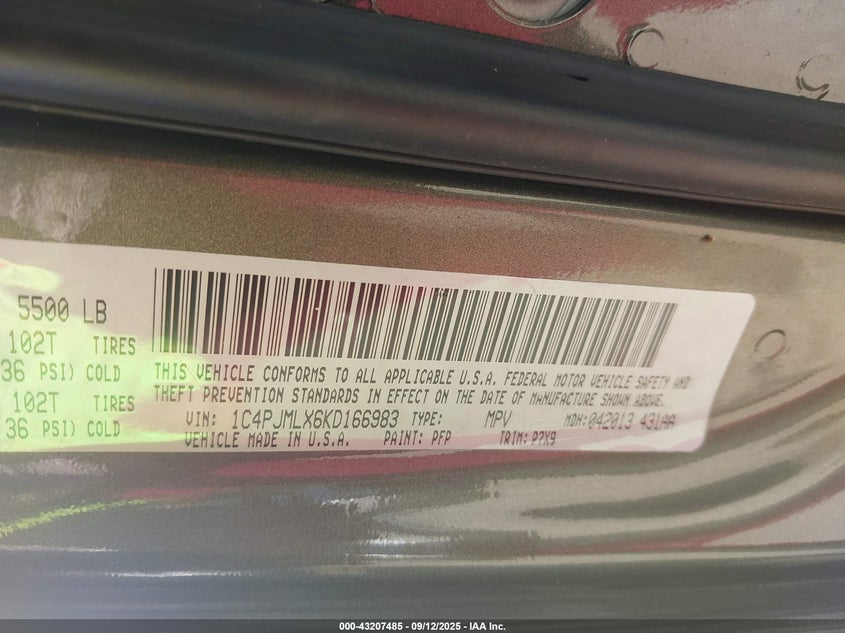 5500 LB
102T TIRES
36 PSI) COLD
102T TIRES
36 PSI) COLD
THIS VEHICLE CONFORMS TO ALL APPLICABLE U.S.A. FEDERAL MOTOR VEHICLE SAFETY AND
THEFT PREVENTION STANDARDS IN EFFECT ON THE DATE OF MANUFACTURE SHOWN ABOVE.
VIN: 1C4PJMLX6KD166983 TYPE: MPV MDH: 042013 431AA
VEHICLE MADE IN U.S.A. PAINT: PFP TRIM: P7X9
000-43207485 - 09/12/2025 - IAA Inc.